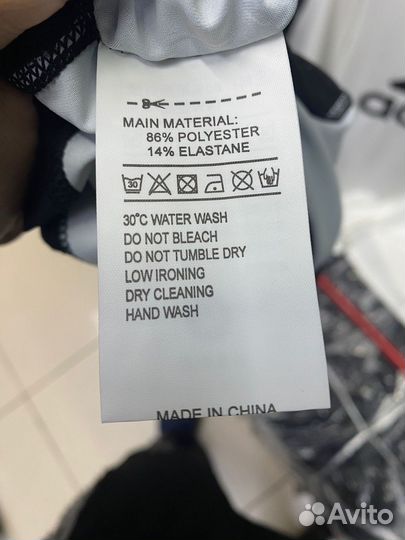 MAIN MATERIAL:
86% POLYESTER
14% ELASTANE
30
30°C WATER WASH
DO NOT BLEACH
DO NOT TUMBLE DRY
LOW IRONING
DRY CLEANING
HAND WASH
MADE IN CHINA
Avito